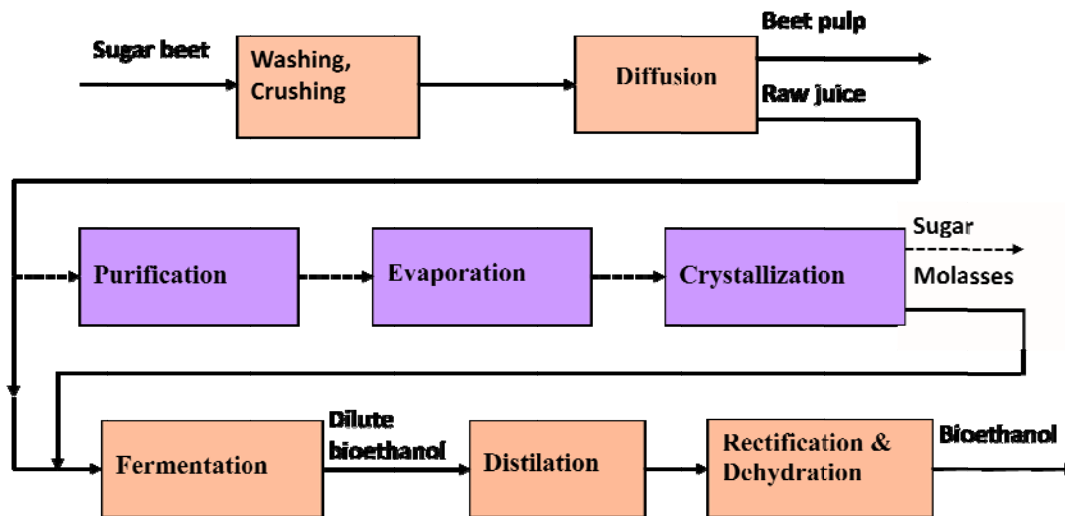 Beet pulp
Sugar beet
Washing,
Crushing
Diffusion
Raw juice
Sugar
Purification
Evaporation
Crystallization
Molasses
Dilute
bioethanol
Bioethanol
Fermentation
Distilation
Rectification &
Dehydration